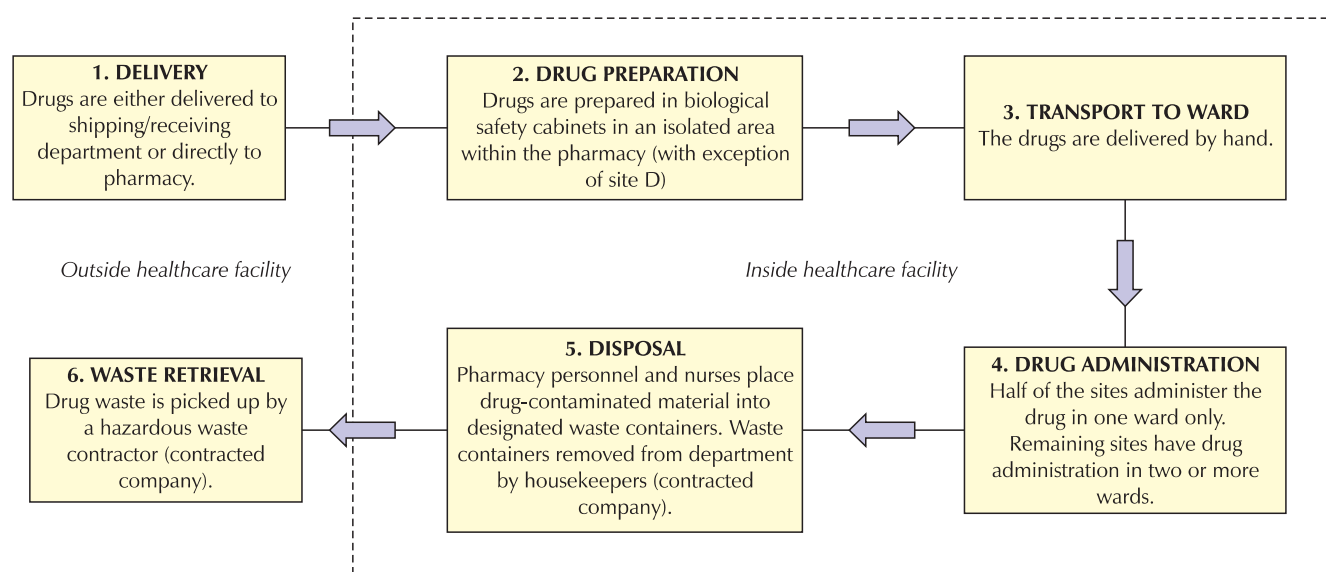 1. DELIVERY
Drugs are either delivered to
shipping/receiving
department or directly to
pharmacy.
2. DRUG PREPARATION
Drugs are prepared in biological
safety cabinets in an isolated area
within the pharmacy (with exception
of site D)
3. TRANSPORT TO WARD
The drugs are delivered by hand.
Outside healthcare facility
Inside healthcare facility
4. DRUG ADMINISTRATION
Half of the sites administer the
drug in one ward only.
Remaining sites have drug
administration in two or more
wards.
5. DISPOSAL
Pharmacy personnel and nurses place
drug-contaminated material into
designated waste containers. Waste
containers removed from department
by housekeepers (contracted
company).
6. WASTE RETRIEVAL
Drug waste is picked up by
a hazardous waste
contractor (contracted
company).